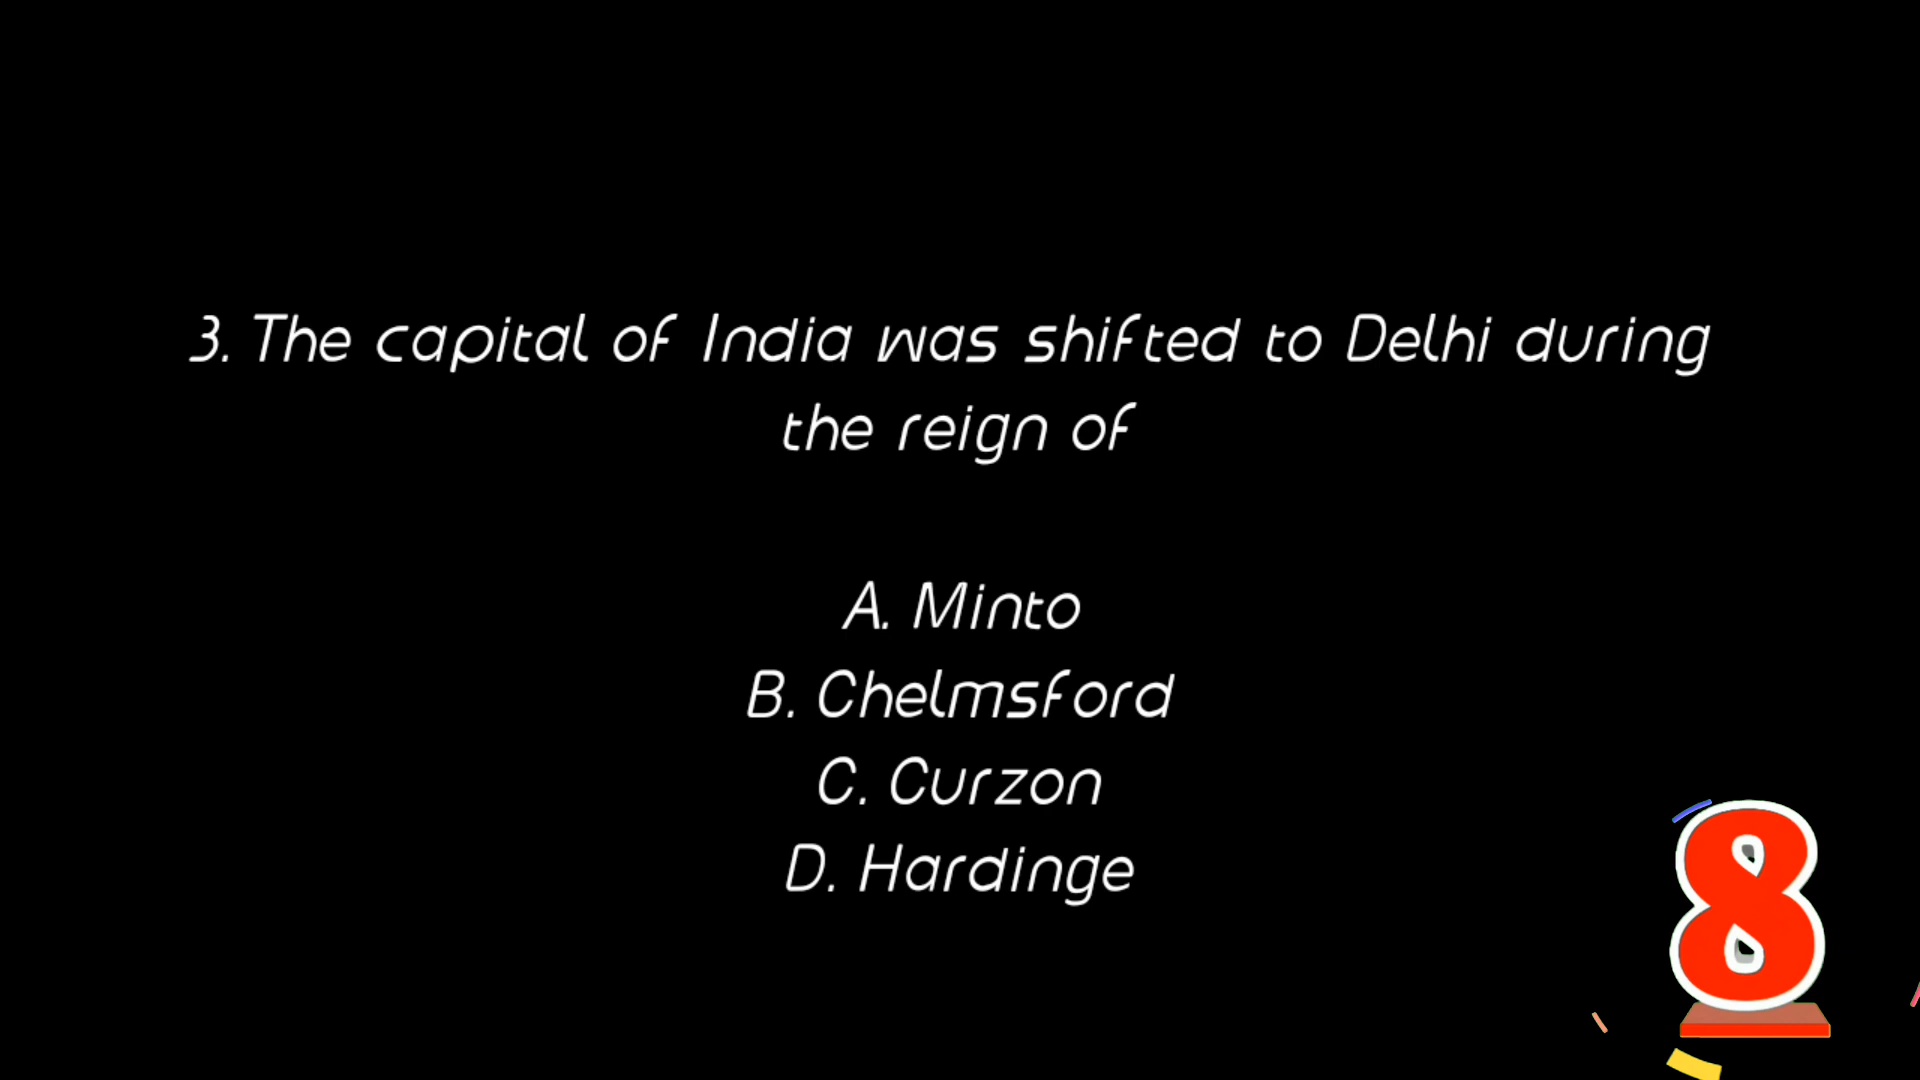 3. The capital of India was shifted to Delhi during
the reign of
A. Minto
B. Chelmsford
C. Curzon
D. Hardinge
8